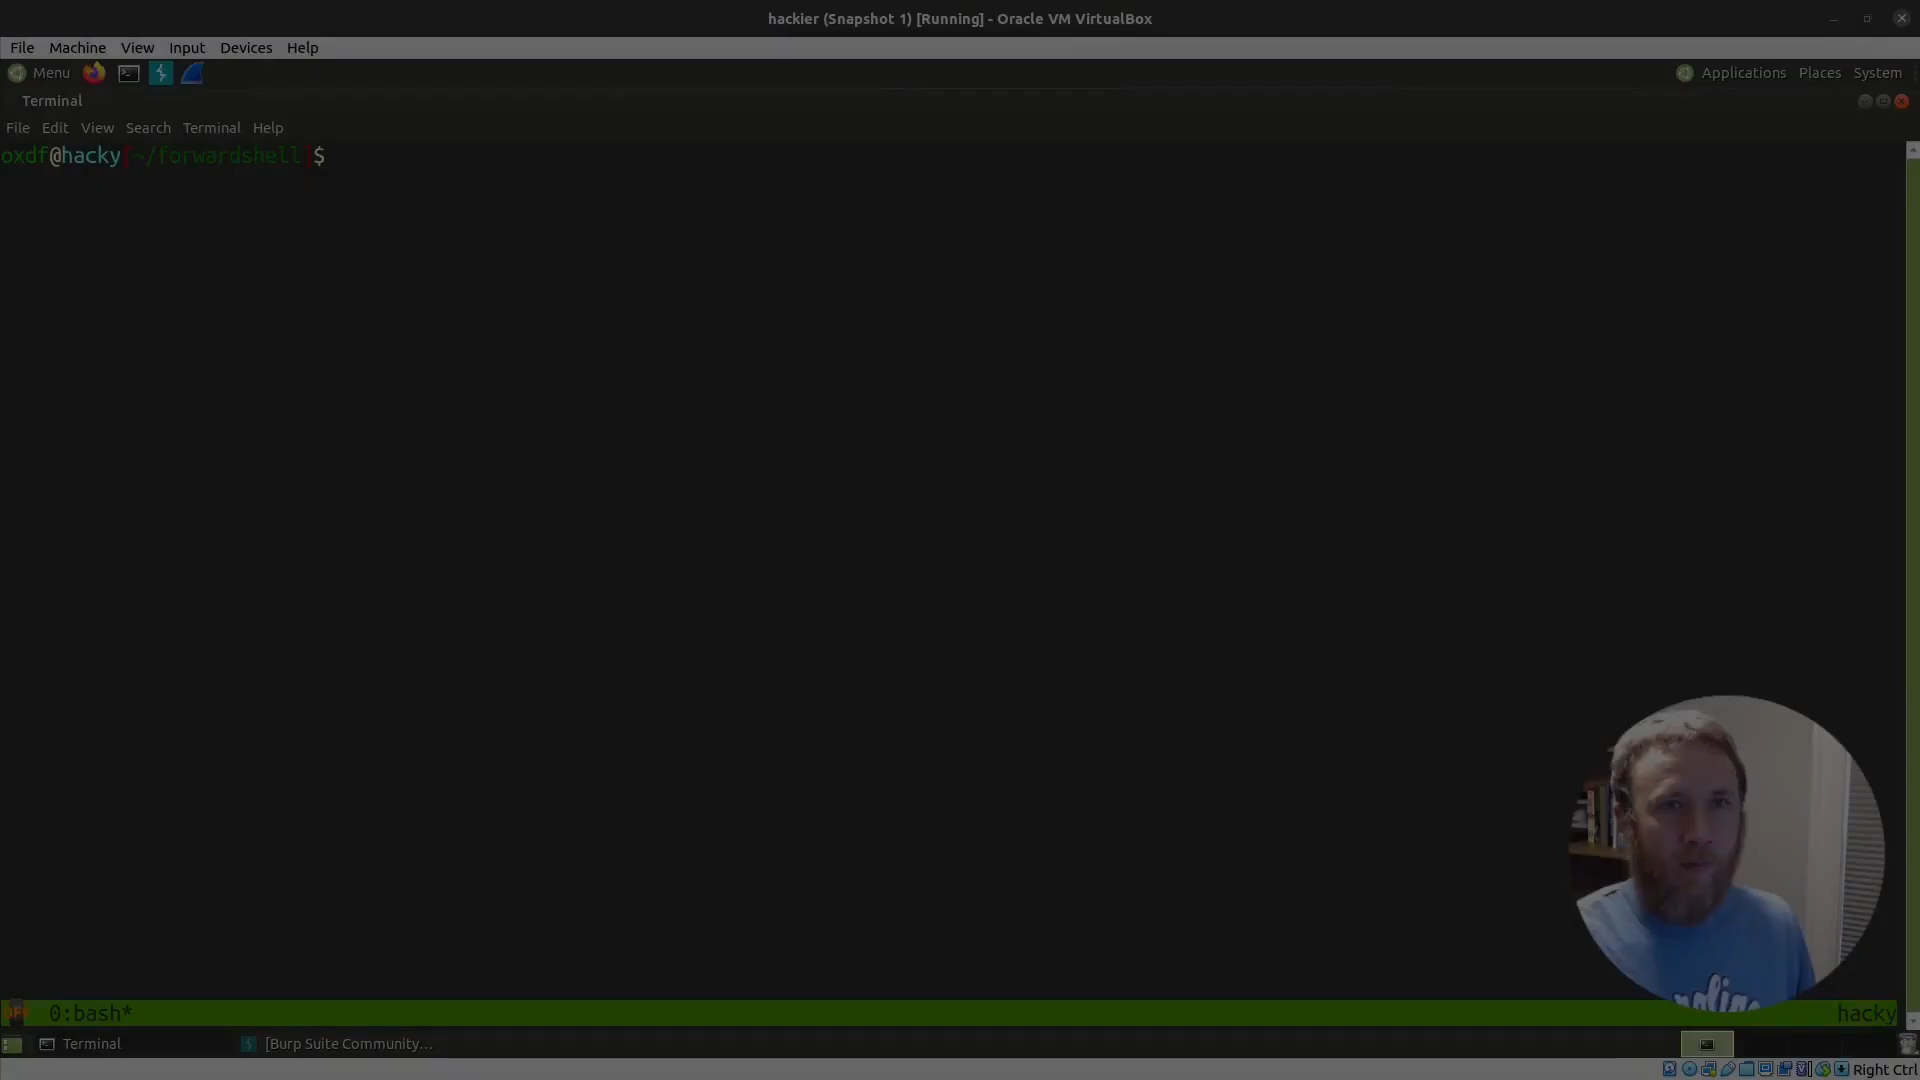 hackier (Snapshot 1) [Running] - Oracle VM VirtualBox
File Machine View Input Devices Help
Menu Applications Places System
Terminal
File Edit View Search Terminal Help
oxdf@hacky[~/forwardshell]$
0:bash* hacky
Terminal [Burp Suite Community...
Right Ctrl